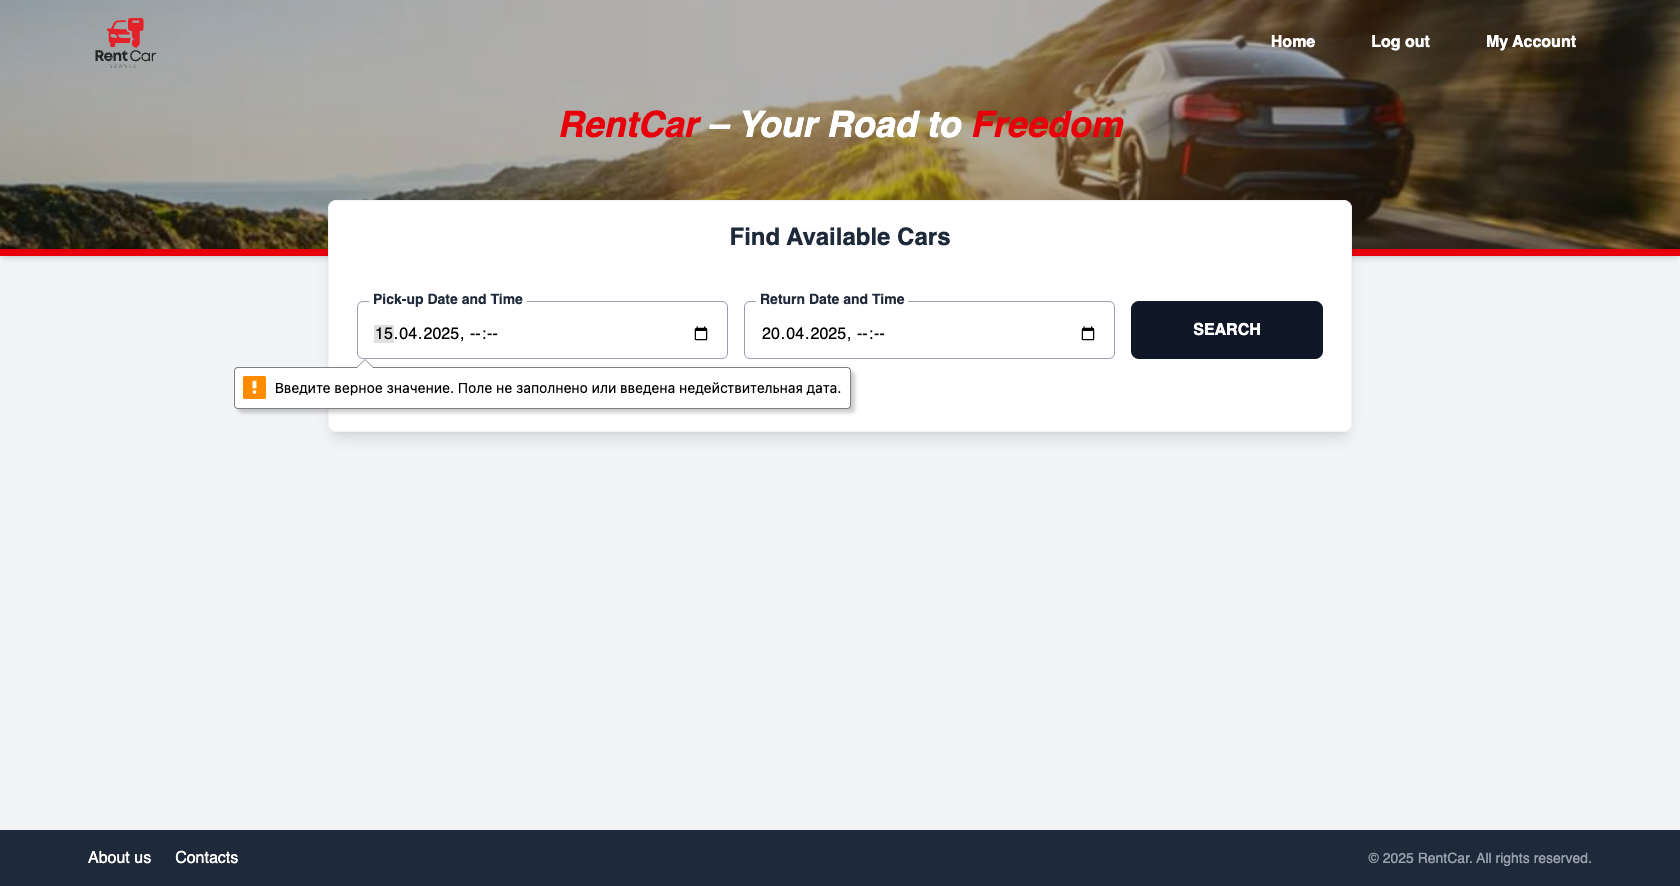 Rent Car
Home
Log out
My Account
RentCar – Your Road to Freedom
Find Available Cars
Pick-up Date and Time
15.04.2025, --:--
Return Date and Time
20.04.2025, --:--
SEARCH
Введите верное значение. Поле не заполнено или введена недействительная дата.
About us
Contacts
© 2025 RentCar. All rights reserved.